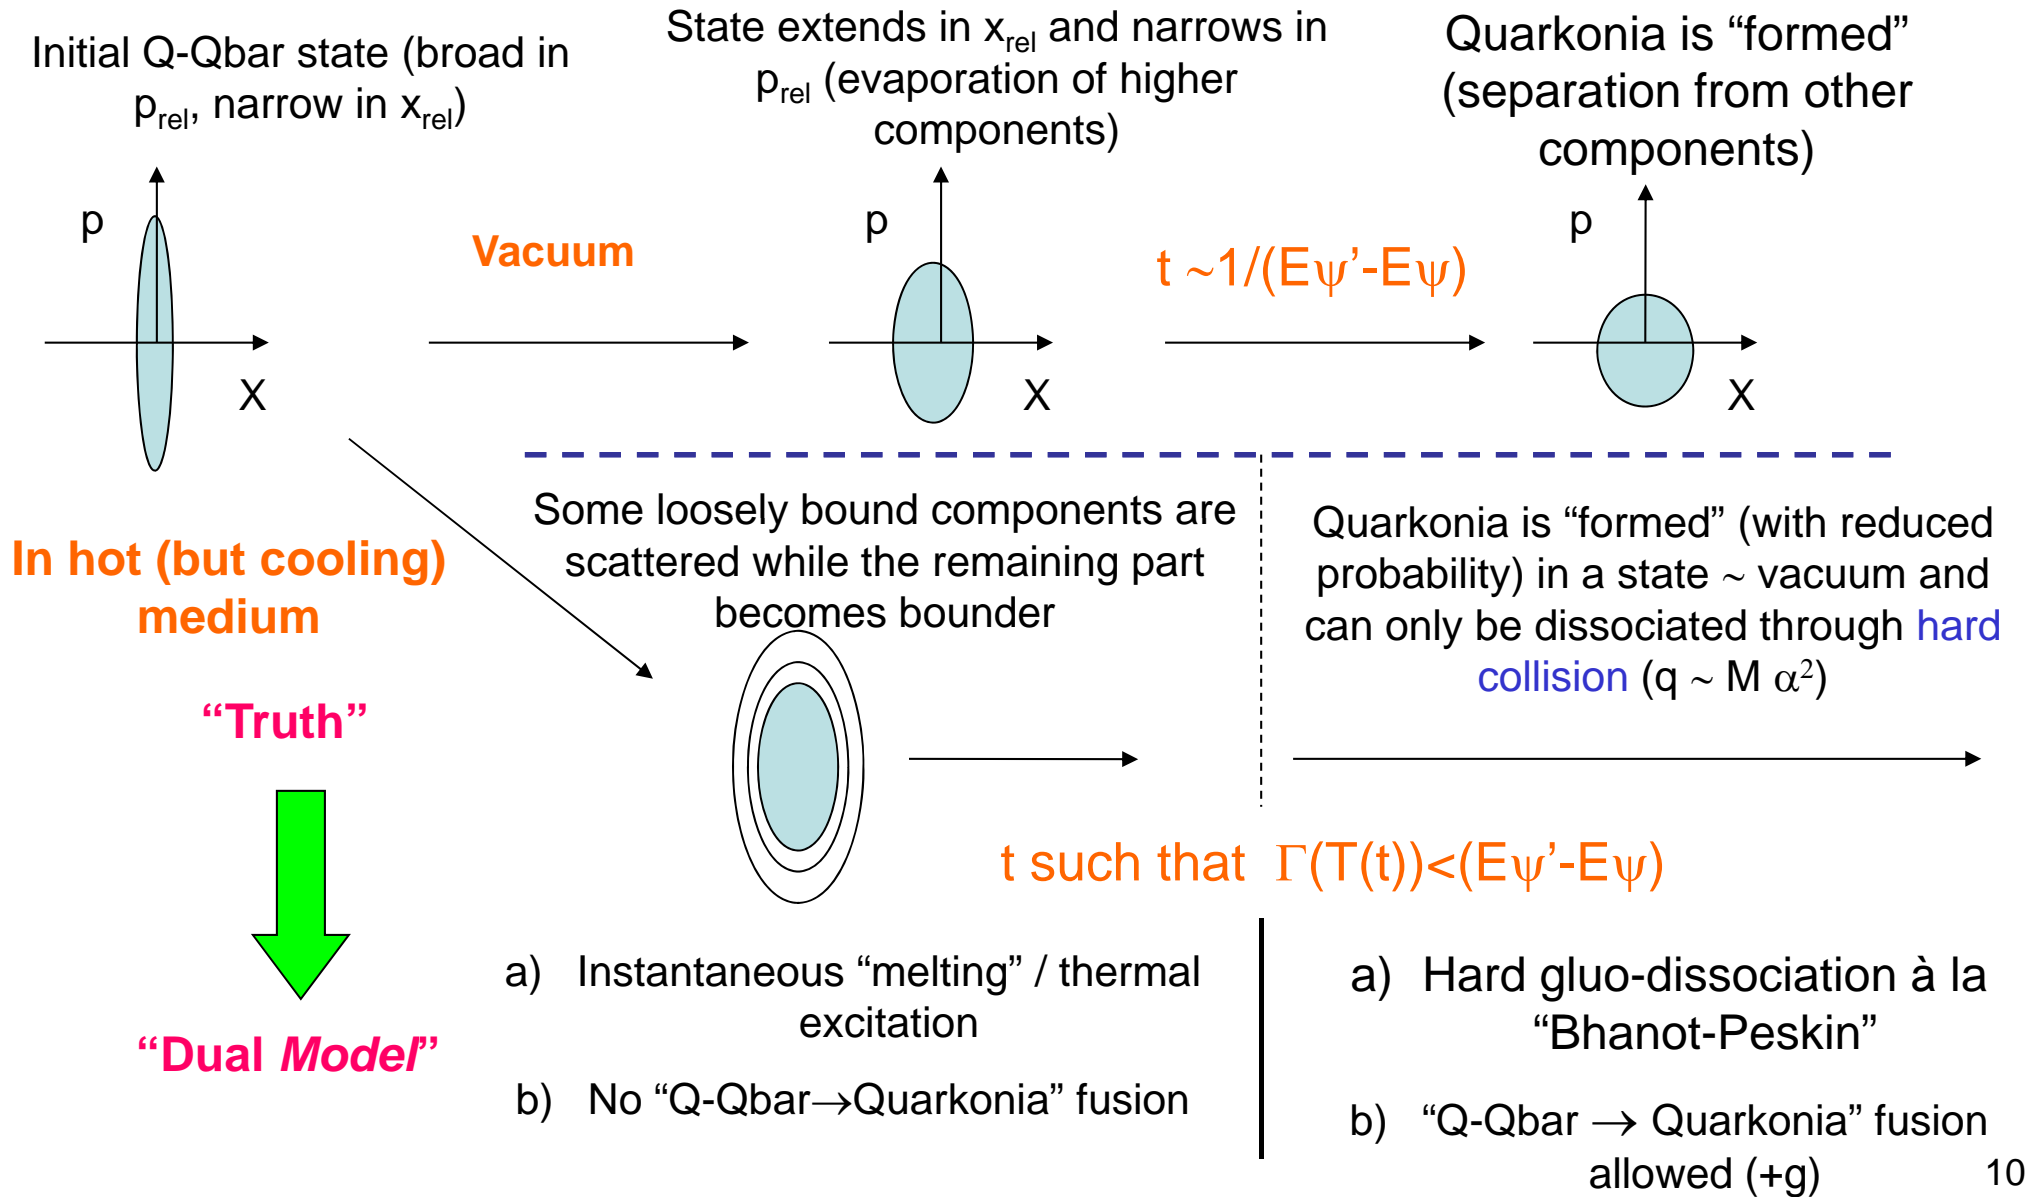 Initial Q-Qbar state (broad in
p_rel, narrow in x_rel)
State extends in x_rel and narrows in
p_rel (evaporation of higher
components)
Quarkonia is “formed”
(separation from other
components)
p
X
Vacuum
p
X
t ~1/(Eψ’-Eψ)
p
X
In hot (but cooling)
medium
Some loosely bound components are
scattered while the remaining part
becomes bounder
Quarkonia is “formed” (with reduced
probability) in a state ~ vacuum and
can only be dissociated through hard
collision (q ~ M α²)
“Truth”
t such that Γ(T(t))<(Eψ’-Eψ)
“Dual Model”
a) Instantaneous “melting” / thermal
excitation
b) No “Q-Qbar→Quarkonia” fusion
a) Hard gluo-dissociation à la
“Bhanot-Peskin”
b) “Q-Qbar → Quarkonia” fusion
allowed (+g)
10